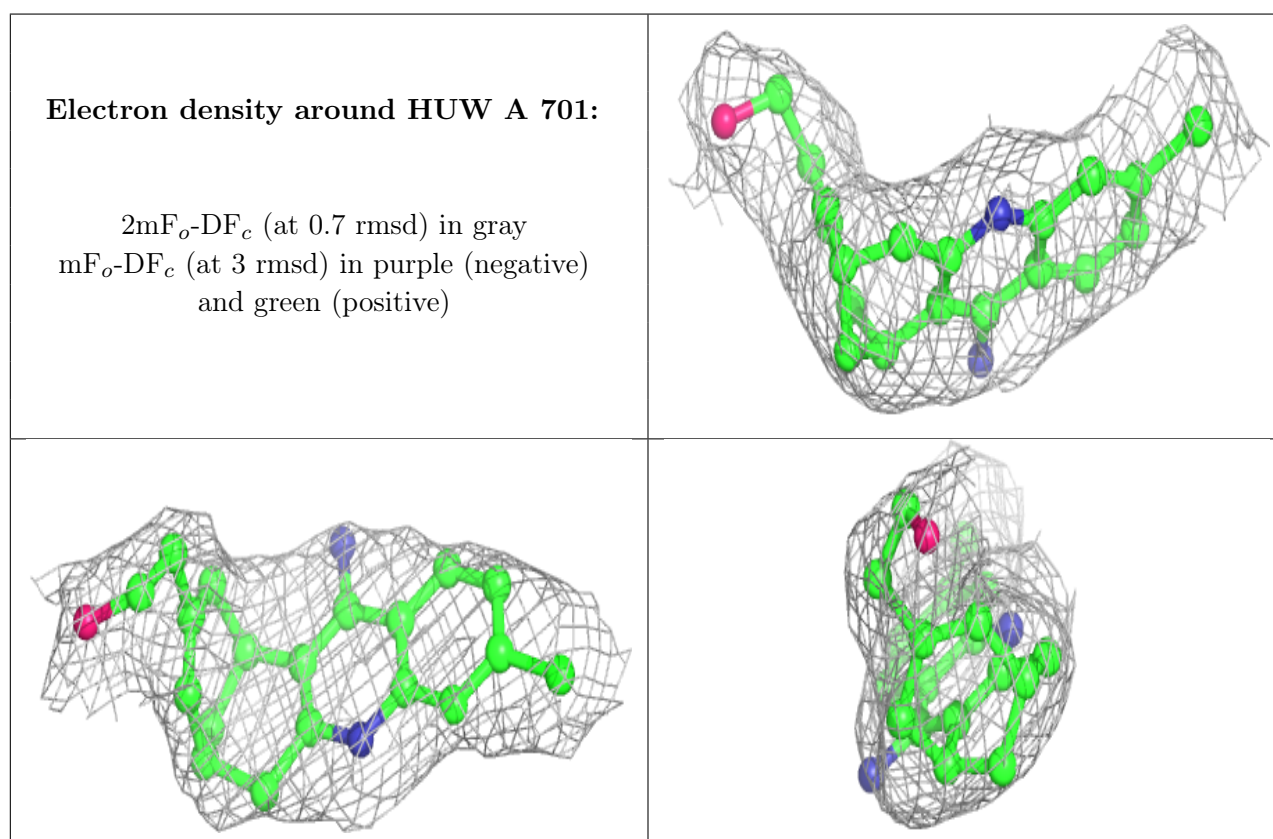 Electron density around HUW A 701:
2mFₒ-DF𝒸 (at 0.7 rmsd) in gray
mFₒ-DF𝒸 (at 3 rmsd) in purple (negative)
and green (positive)